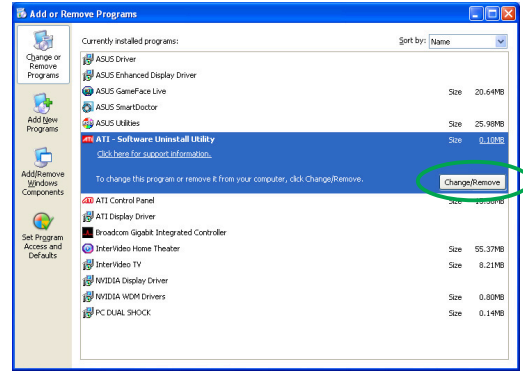 Add or Remove Programs
Change or
Remove
Programs
Add New
Programs
Add/Remove
Windows
Components
Set Program
Access and
Defaults
Currently installed programs:
Sort by: Name
ASUS Driver
ASUS Enhanced Display Driver
ASUS GameFace Live Size 20.64MB
ASUS SmartDoctor
ASUS Utilities Size 25.98MB
ATI - Software Uninstall Utility Size 0.10MB
Click here for support information.
To change this program or remove it from your computer, click Change/Remove.
Change/Remove
ATI Control Panel Size
ATI Display Driver
Broadcom Gigabit Integrated Controller
InterVideo Home Theater Size 55.37MB
InterVideo TV Size 8.21MB
NVIDIA Display Driver
NVIDIA WDM Drivers Size 0.80MB
PC DUAL SHOCK Size 0.14MB